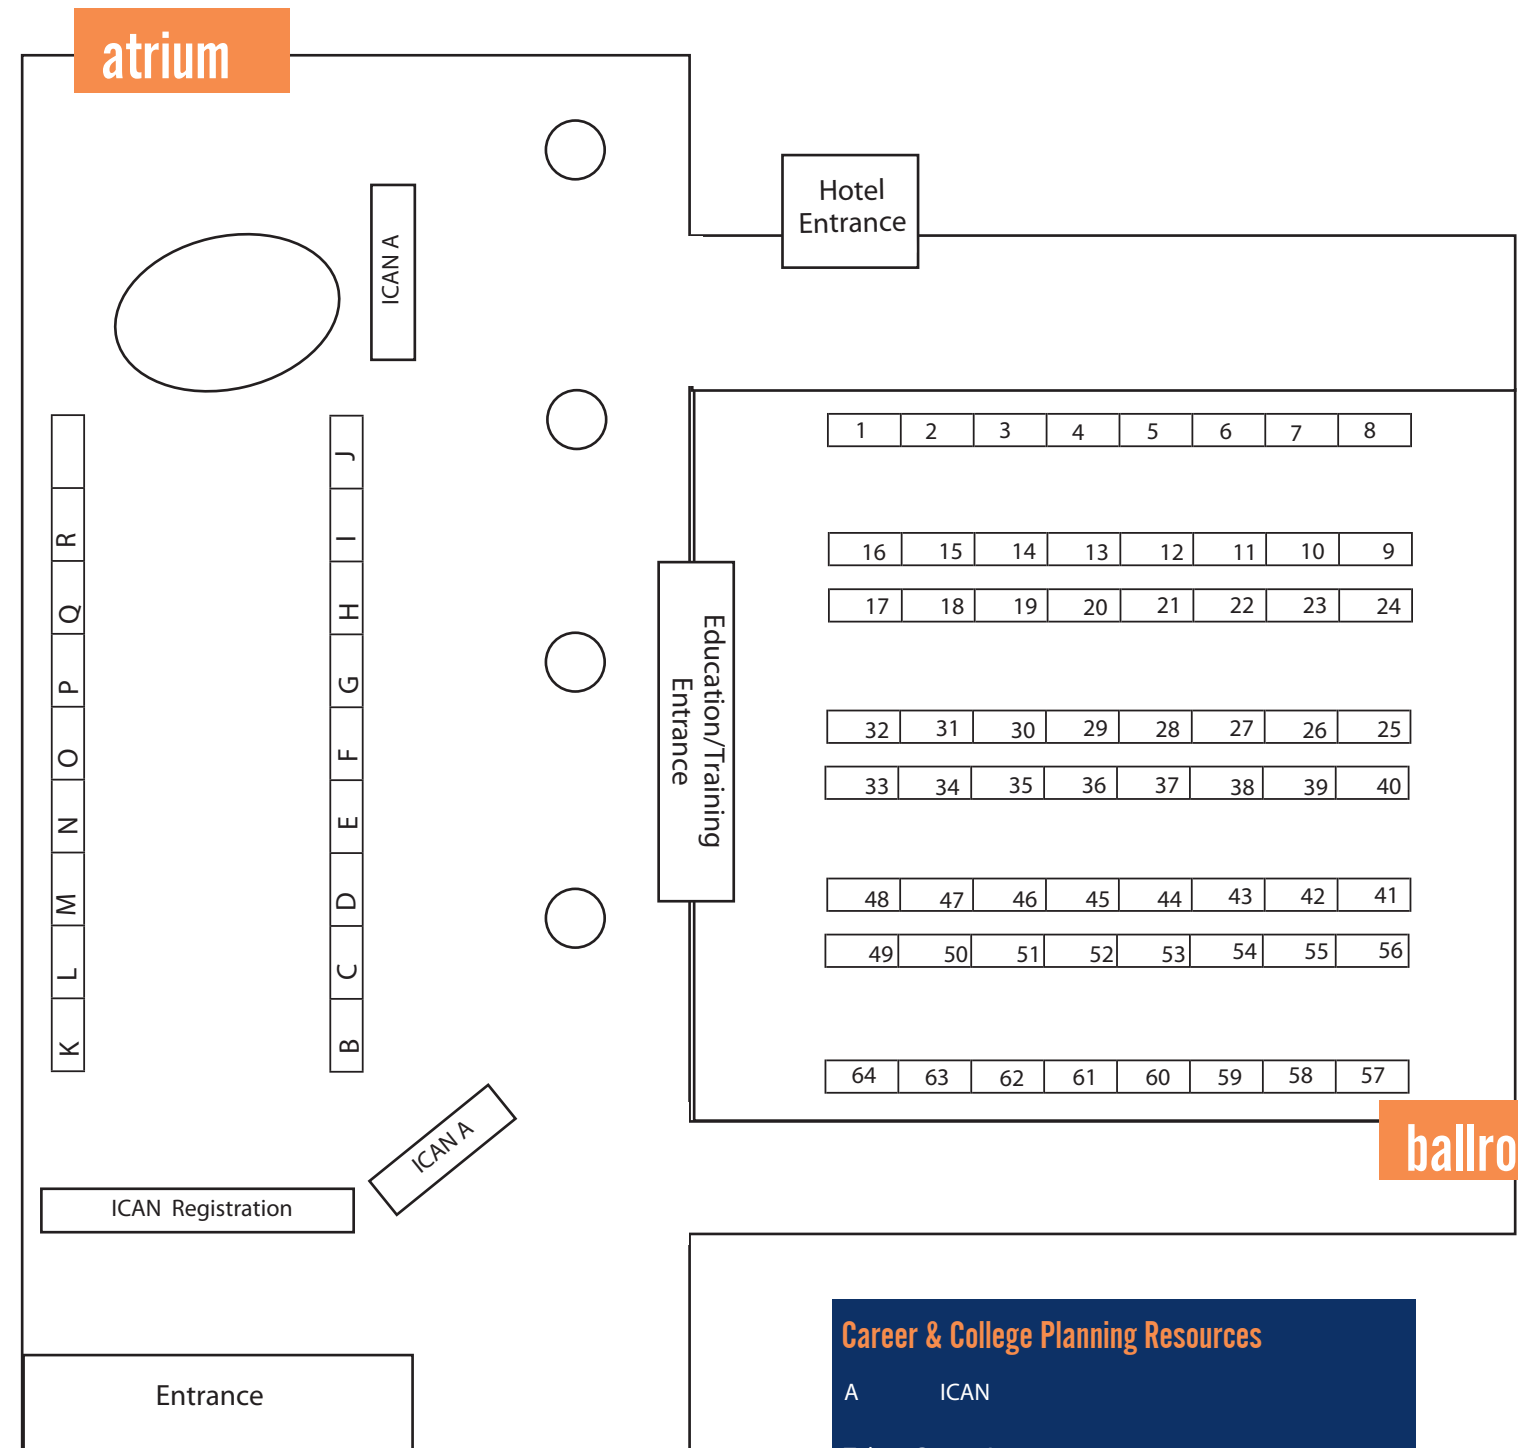 atrium
Hotel
Entrance
ICAN A
J
I
H
G
F
E
D
C
B
R
Q
P
O
N
M
L
K
Education/Training
Entrance
1 2 3 4 5 6 7 8
16 15 14 13 12 11 10 9
17 18 19 20 21 22 23 24
32 31 30 29 28 27 26 25
33 34 35 36 37 38 39 40
48 47 46 45 44 43 42 41
49 50 51 52 53 54 55 56
64 63 62 61 60 59 58 57
ballro
ICAN A
ICAN Registration
Entrance
Career & College Planning Resources
A ICAN